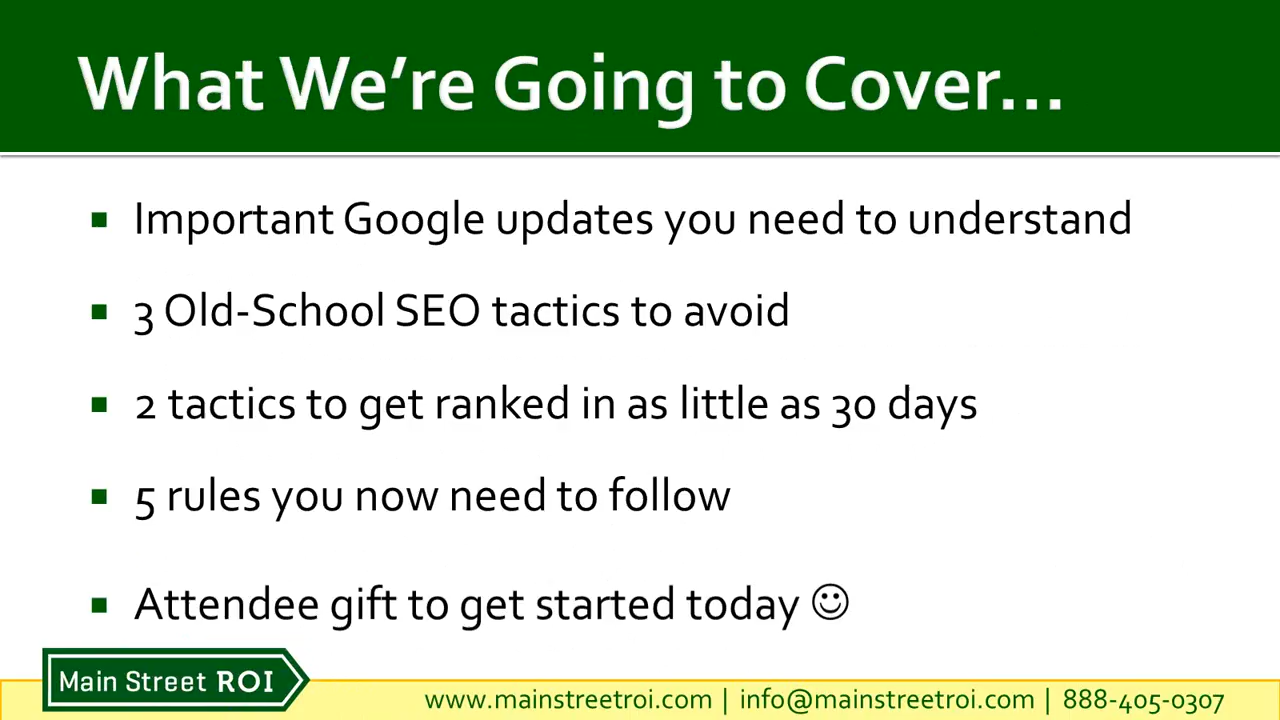 What We’re Going to Cover...
Important Google updates you need to understand
3 Old-School SEO tactics to avoid
2 tactics to get ranked in as little as 30 days
5 rules you now need to follow
Attendee gift to get started today ☺
Main Street ROI
www.mainstreetroi.com | info@mainstreetroi.com | 888-405-0307